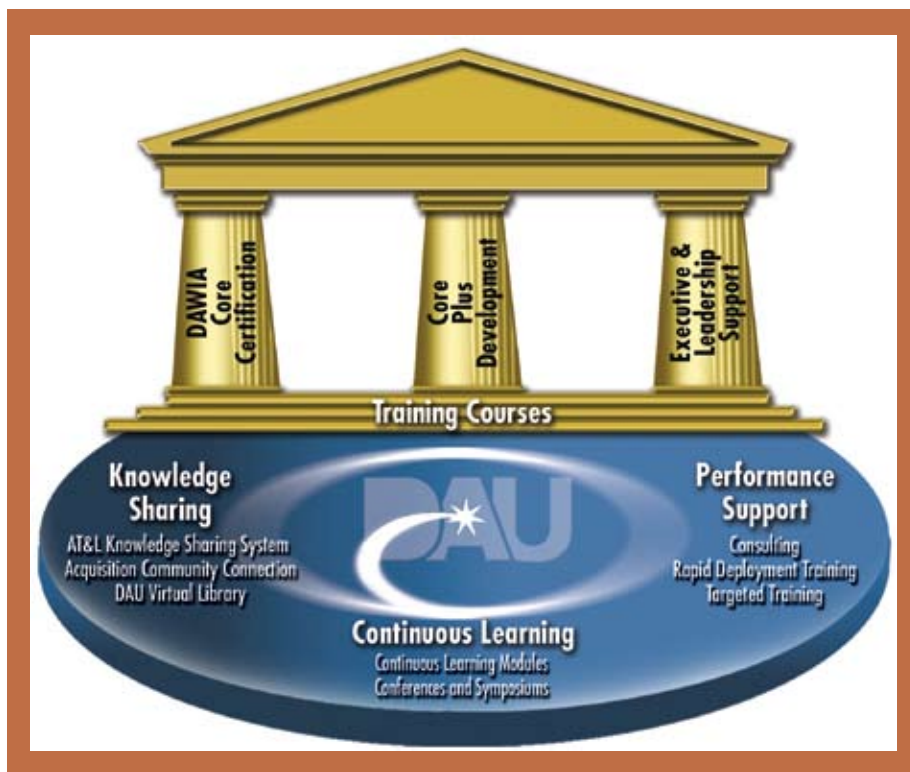 DAWIA
Core
Certification
Core
Plus
Development
Executive &
Leadership
Support
Training Courses
Knowledge
Sharing
AT&L Knowledge Sharing System
Acquisition Community Connection
DAU Virtual Library
DAU
Performance
Support
Consulting
Rapid Deployment Training
Targeted Training
Continuous Learning
Continuous Learning Modules
Conferences and Symposiums